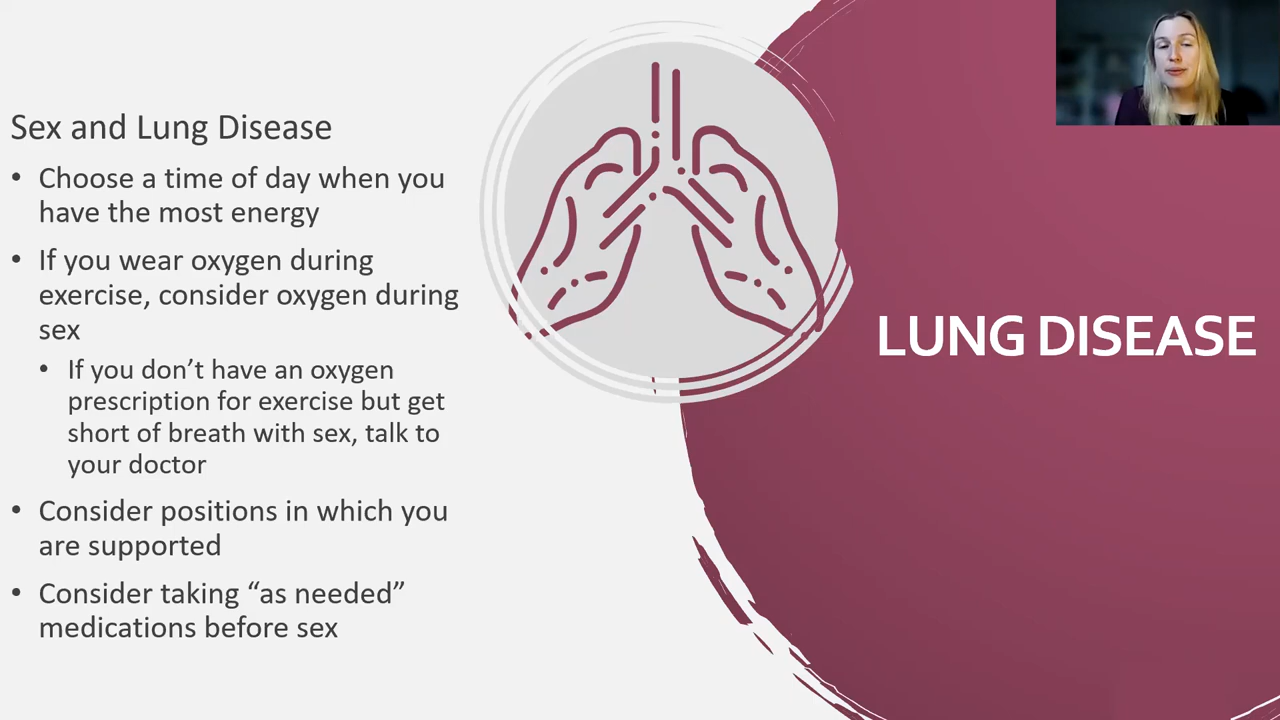 Sex and Lung Disease
• Choose a time of day when you
have the most energy
• If you wear oxygen during
exercise, consider oxygen during
sex
• If you don’t have an oxygen
prescription for exercise but get
short of breath with sex, talk to
your doctor
• Consider positions in which you
are supported
• Consider taking “as needed”
medications before sex
LUNG DISEASE